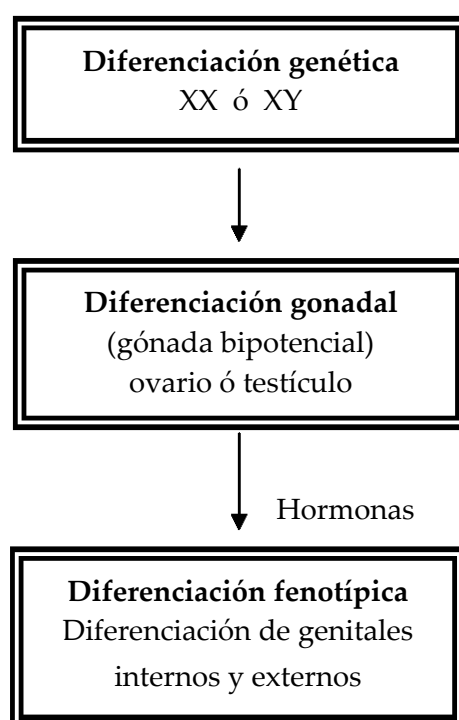 Diferenciación genética
XX ó XY
Diferenciación gonadal
(gónada bipotencial)
ovario ó testículo
Hormonas
Diferenciación fenotípica
Diferenciación de genitales
internos y externos